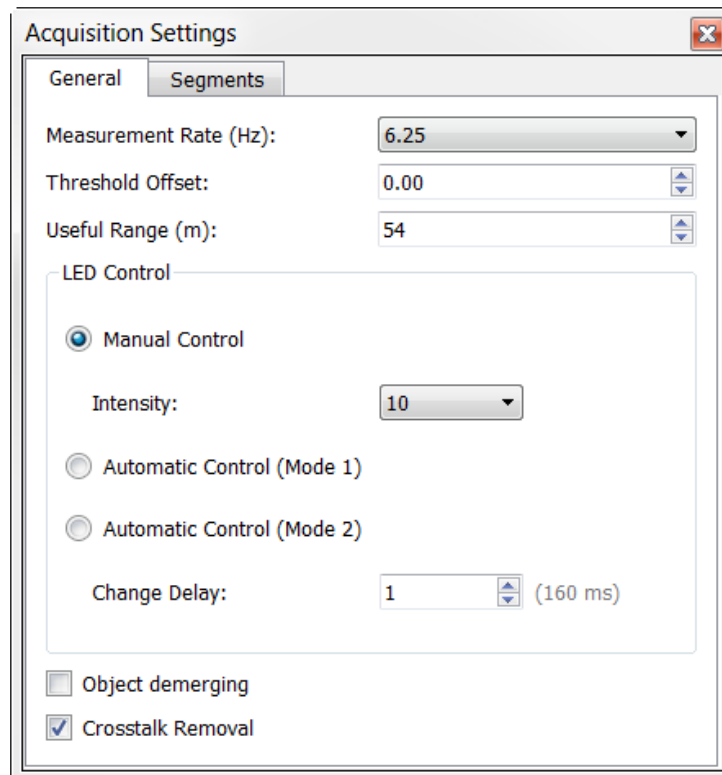 Acquisition Settings
General Segments
Measurement Rate (Hz): 6.25
Threshold Offset: 0.00
Useful Range (m): 54
LED Control
Manual Control
Intensity: 10
Automatic Control (Mode 1)
Automatic Control (Mode 2)
Change Delay: 1 (160 ms)
Object demerging
Crosstalk Removal